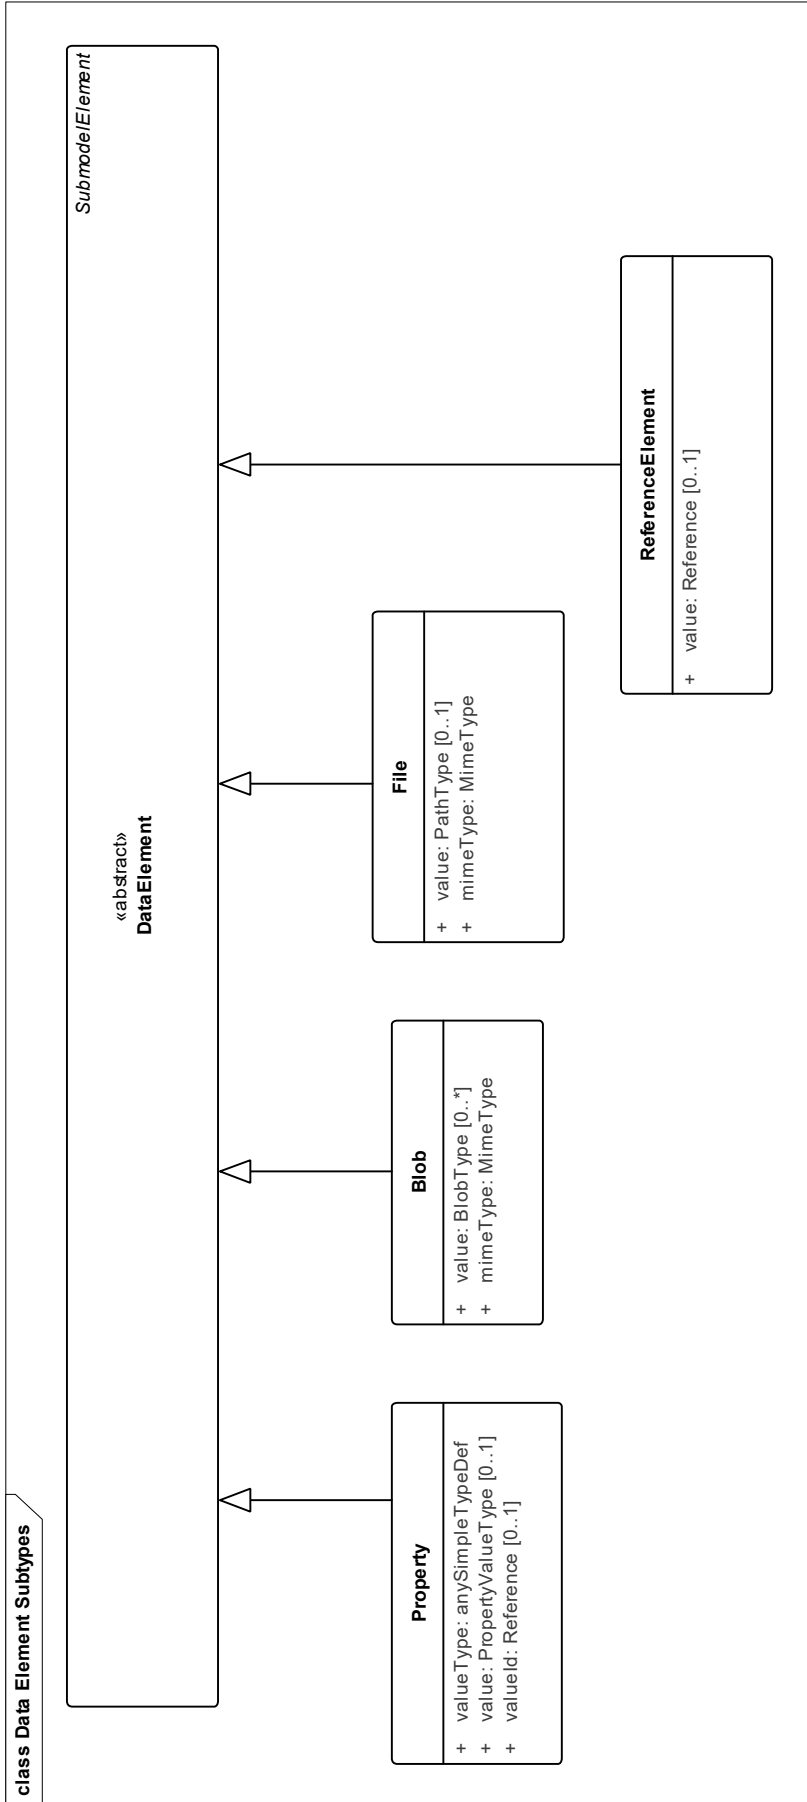 class Data Element Subtypes
SubmodelElement
«abstract»
DataElement
Property
+ valueType: anySimpleTypeDef
+ value: PropertyValueType [0..1]
+ valueId: Reference [0..1]
Blob
+ value: BlobType [0..*]
+ mimeType: MimeType
File
+ value: PathType [0..1]
+ mimeType: MimeType
ReferenceElement
+ value: Reference [0..1]